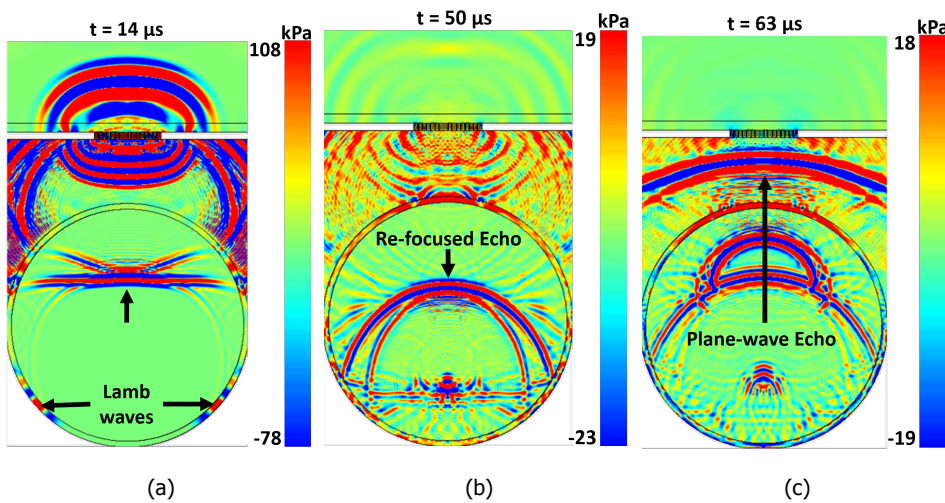 t = 14 µs
kPa
108
Lamb
waves
-78
(a)
t = 50 µs
kPa
19
Re-focused Echo
-23
(b)
t = 63 µs
kPa
18
Plane-wave Echo
-19
(c)